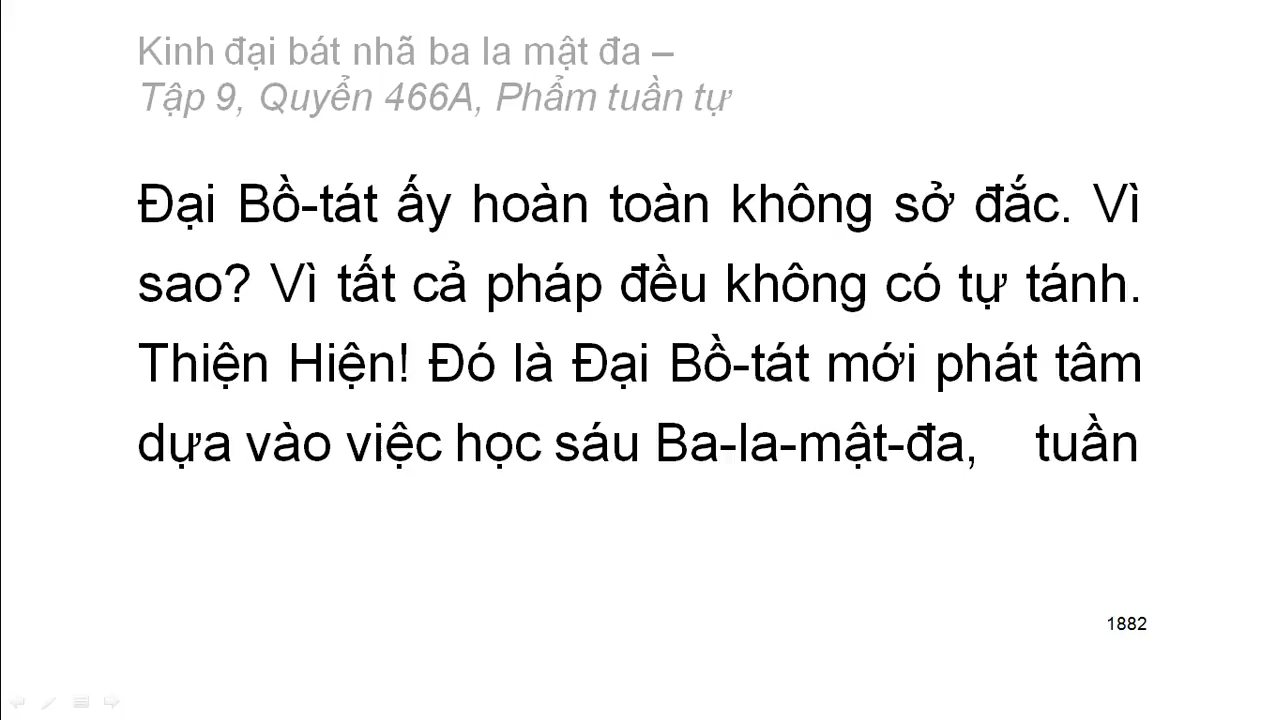 Kinh đại bát nhã ba la mật đa –
Tập 9, Quyển 466A, Phẩm tuần tự
Đại Bồ-tát ấy hoàn toàn không sở đắc. Vì
sao? Vì tất cả pháp đều không có tự tánh.
Thiện Hiện! Đó là Đại Bồ-tát mới phát tâm
dựa vào việc học sáu Ba-la-mật-đa, tuần
1882